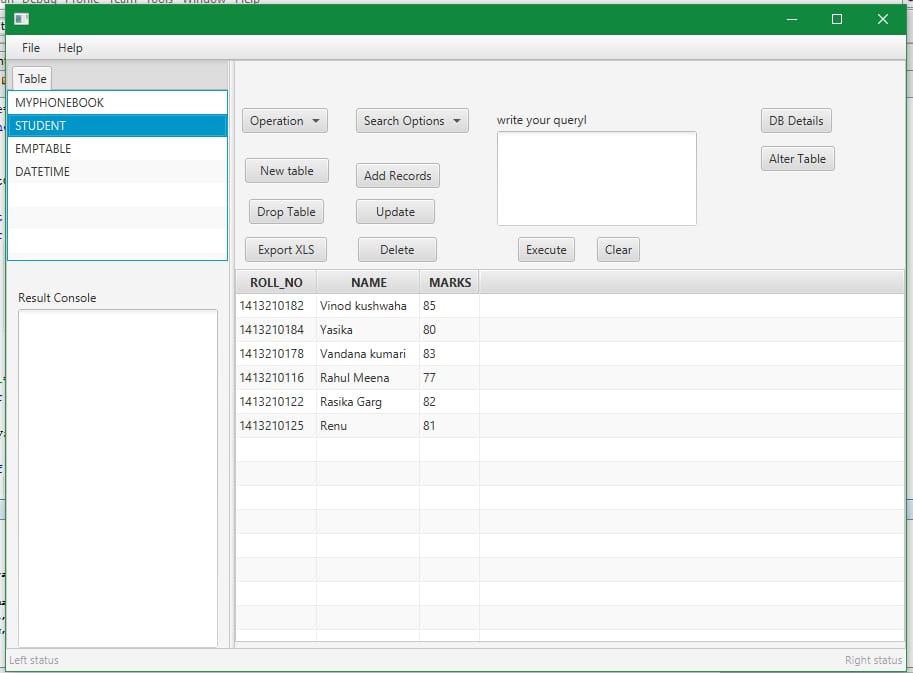 File Help
Table
MYPHONEBOOK
STUDENT
EMPTABLE
DATETIME
Operation Search Options write your query! DB Details
Alter Table
New table Add Records
Drop Table Update
Export XLS Delete Execute Clear
Result Console
ROLL_NO NAME MARKS
1413210182 Vinod kushwaha 85
1413210184 Yasika 80
1413210178 Vandana kumari 83
1413210116 Rahul Meena 77
1413210122 Rasika Garg 82
1413210125 Renu 81
Left status Right status